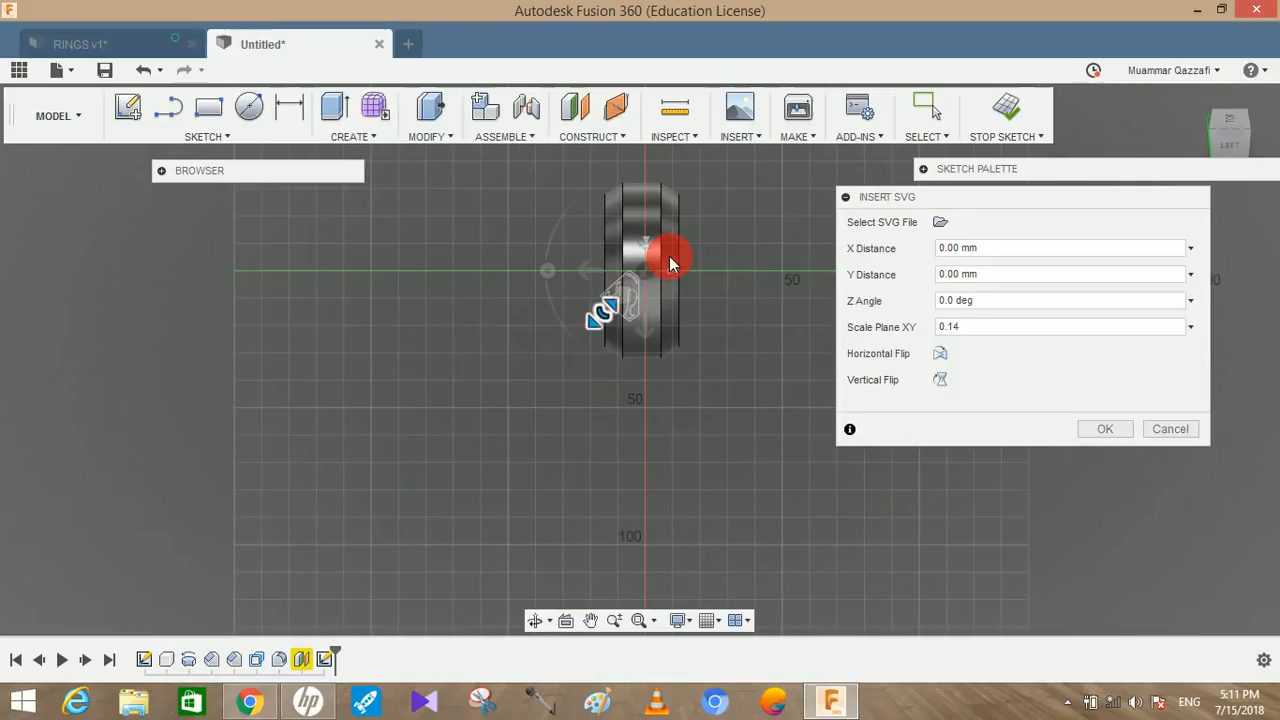 Autodesk Fusion 360 (Education License)
RINGS v1*
Untitled*
Muammar Qazzafi
MODEL
SKETCH
CREATE
MODIFY
ASSEMBLE
CONSTRUCT
INSPECT
INSERT
MAKE
ADD-INS
SELECT
STOP SKETCH
LEFT
BROWSER
SKETCH PALETTE
INSERT SVG
Select SVG File
X Distance 0.00 mm
Y Distance 0.00 mm
Z Angle 0.0 deg
Scale Plane XY 0.14
Horizontal Flip
Vertical Flip
OK Cancel
50
50
100
ENG
5:11 PM
7/15/2018